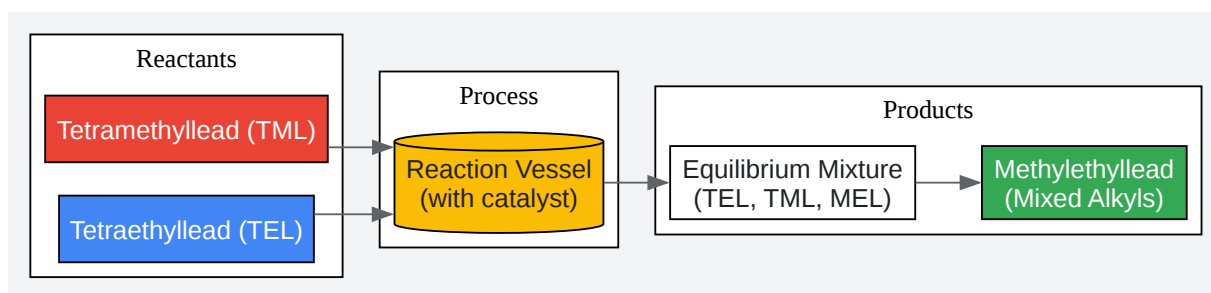 Reactants
Tetramethyllead (TML)
Tetraethyllead (TEL)
Process
Reaction Vessel
(with catalyst)
Products
Equilibrium Mixture
(TEL, TML, MEL)
Methylethyllead
(Mixed Alkyls)